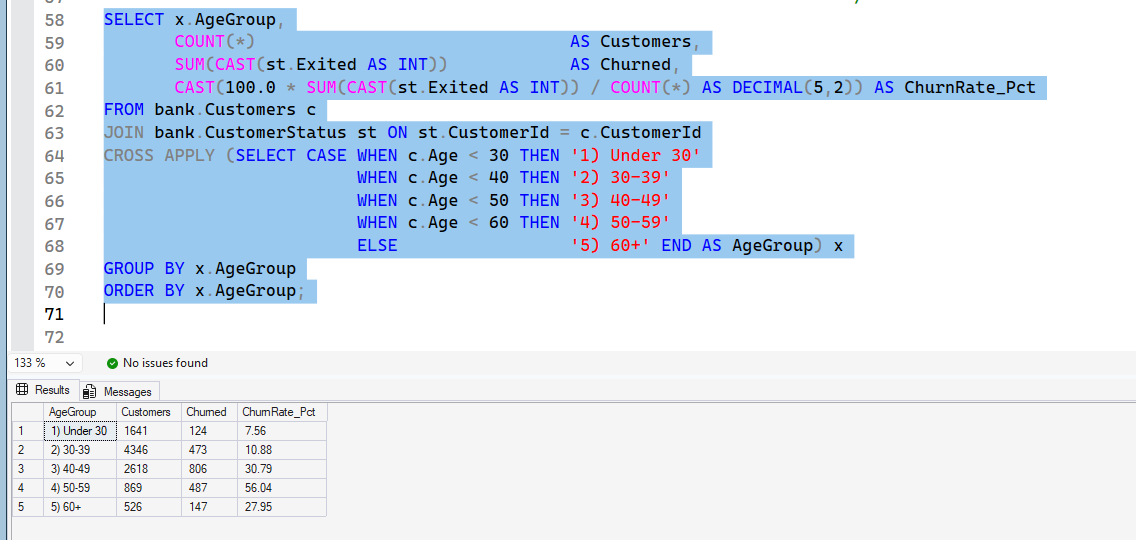 58 SELECT x.AgeGroup,
59 COUNT(*) AS Customers,
60 SUM(CAST(st.Exited AS INT)) AS Churned,
61 CAST(100.0 * SUM(CAST(st.Exited AS INT)) / COUNT(*) AS DECIMAL(5,2)) AS ChurnRate_Pct
62 FROM bank.Customers c
63 JOIN bank.CustomerStatus st ON st.CustomerId = c.CustomerId
64 CROSS APPLY (SELECT CASE WHEN c.Age < 30 THEN '1) Under 30'
65 WHEN c.Age < 40 THEN '2) 30-39'
66 WHEN c.Age < 50 THEN '3) 40-49'
67 WHEN c.Age < 60 THEN '4) 50-59'
68 ELSE '5) 60+' END AS AgeGroup) x
69 GROUP BY x.AgeGroup
70 ORDER BY x.AgeGroup;
71
72
133 % No issues found
Results Messages
AgeGroup Customers Churned ChurnRate_Pct
1 1) Under 30 1641 124 7.56
2 2) 30-39 4346 473 10.88
3 3) 40-49 2618 806 30.79
4 4) 50-59 869 487 56.04
5 5) 60+ 526 147 27.95